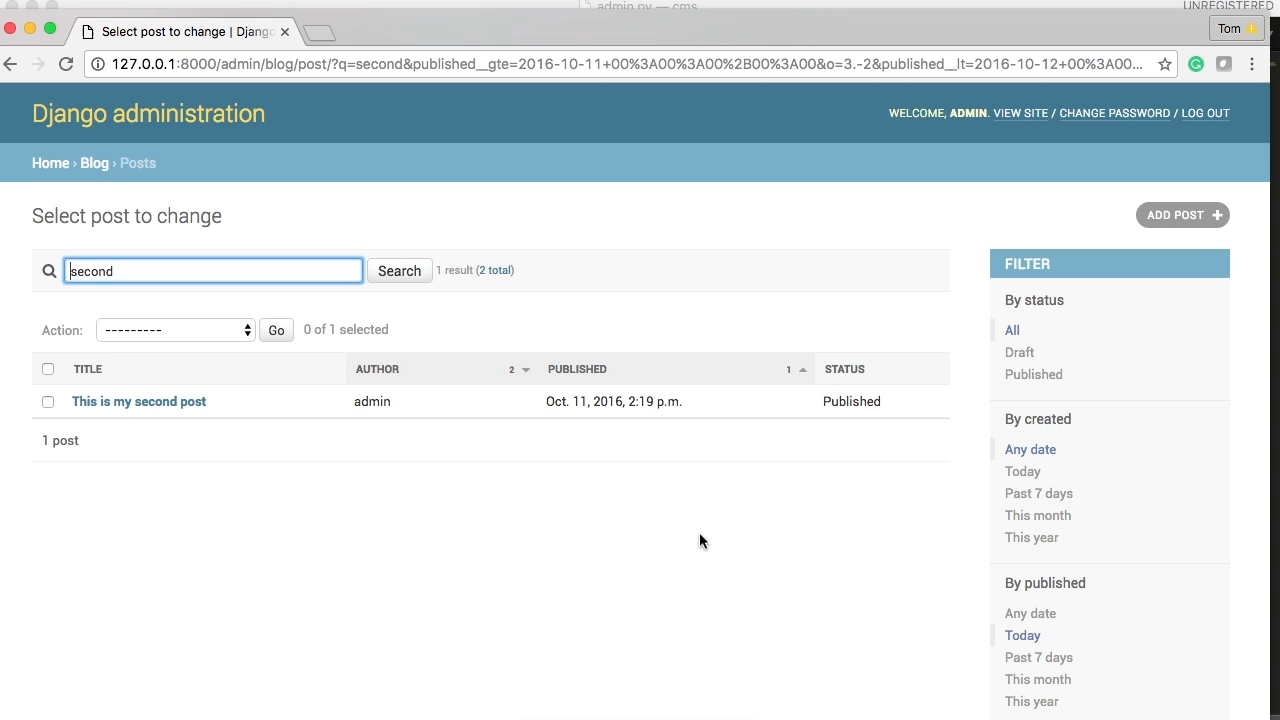 admin.py — cms
UNREGISTERED
Select post to change | Django
Tom
127.0.0.1:8000/admin/blog/post/?q=second&published__gte=2016-10-11+00%3A00%3A00%2B00%3A00&o=3.-2&published__lt=2016-10-12+00%3A00...
Django administration
WELCOME, ADMIN. VIEW SITE / CHANGE PASSWORD / LOG OUT
Home › Blog › Posts
Select post to change
ADD POST +
second
Search
1 result (2 total)
Action:
---------
Go
0 of 1 selected
TITLE
AUTHOR
2
PUBLISHED
1
STATUS
This is my second post
admin
Oct. 11, 2016, 2:19 p.m.
Published
1 post
FILTER
By status
All
Draft
Published
By created
Any date
Today
Past 7 days
This month
This year
By published
Any date
Today
Past 7 days
This month
This year